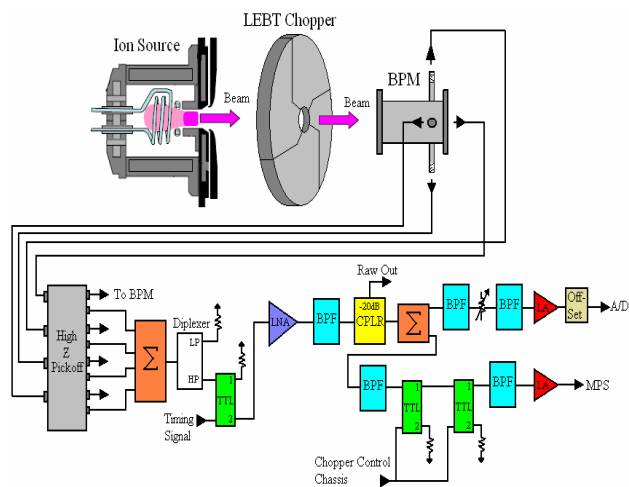 LEBT Chopper
Ion Source
BPM
Beam
Beam
To BPM
High
Z
Pickoff
Σ
Diplexer
LP
HP
Timing
Signal
TTL
1
2
LNA
BPF
Raw Out
-20dB
CPLR
Σ
BPF
BPF
LA
Off-
Set
A/D
BPF
TTL
1
2
TTL
1
2
BPF
LA
MPS
Chopper Control
Chassis